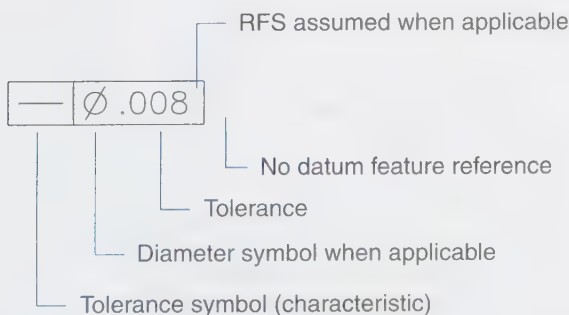 RFS assumed when applicable
— ∅ .008
No datum feature reference
Tolerance
Diameter symbol when applicable
Tolerance symbol (characteristic)